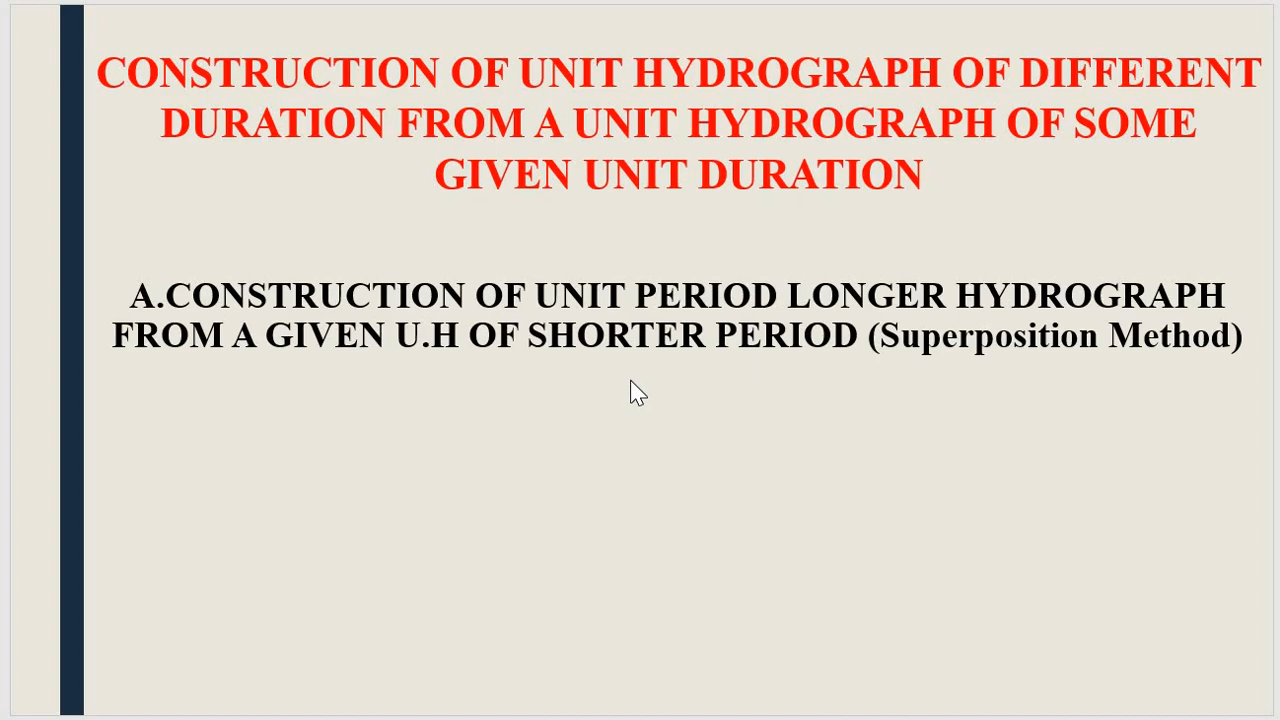 CONSTRUCTION OF UNIT HYDROGRAPH OF DIFFERENT
DURATION FROM A UNIT HYDROGRAPH OF SOME
GIVEN UNIT DURATION
A.CONSTRUCTION OF UNIT PERIOD LONGER HYDROGRAPH
FROM A GIVEN U.H OF SHORTER PERIOD (Superposition Method)